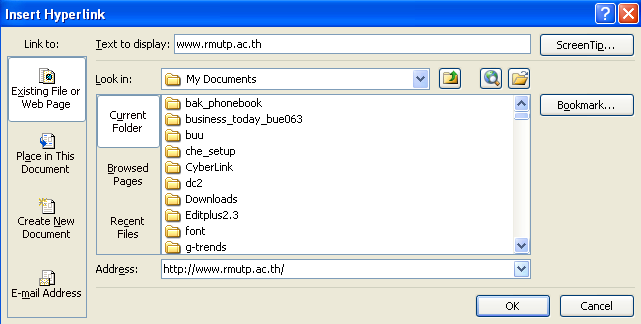 Insert Hyperlink
Link to:
Text to display: www.rmutp.ac.th
ScreenTip...
Existing File or
Web Page
Look in: My Documents
Current
Folder
bak_phonebook
business_today_bue063
buu
che_setup
CyberLink
dc2
Downloads
Editplus2.3
font
g-trends
Bookmark...
Place in This
Document
Browsed
Pages
Create New
Document
Recent
Files
E-mail Address
Address: http://www.rmutp.ac.th/
OK
Cancel